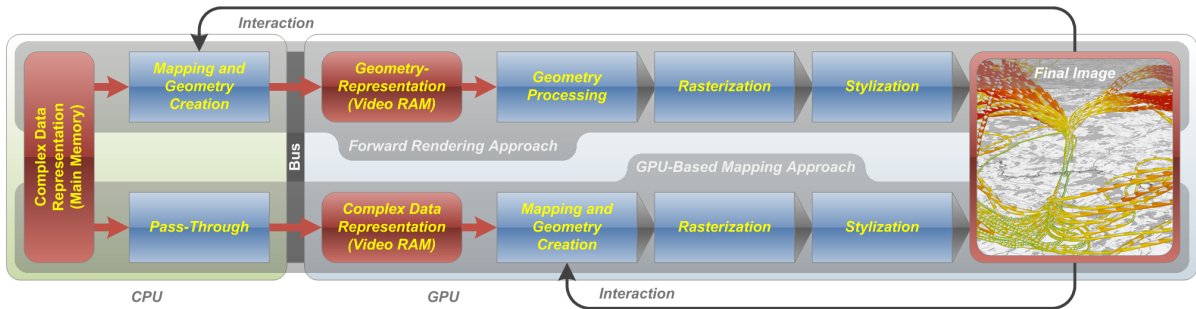 Interaction
Complex Data
Representation
(Main Memory)
Mapping and
Geometry
Creation
Geometry-
Representation
(Video RAM)
Geometry
Processing
Rasterization
Stylization
Final Image
Bus
Forward Rendering Approach
GPU-Based Mapping Approach
Pass-Through
Complex Data
Representation
(Video RAM)
Mapping and
Geometry
Creation
Rasterization
Stylization
CPU
GPU
Interaction